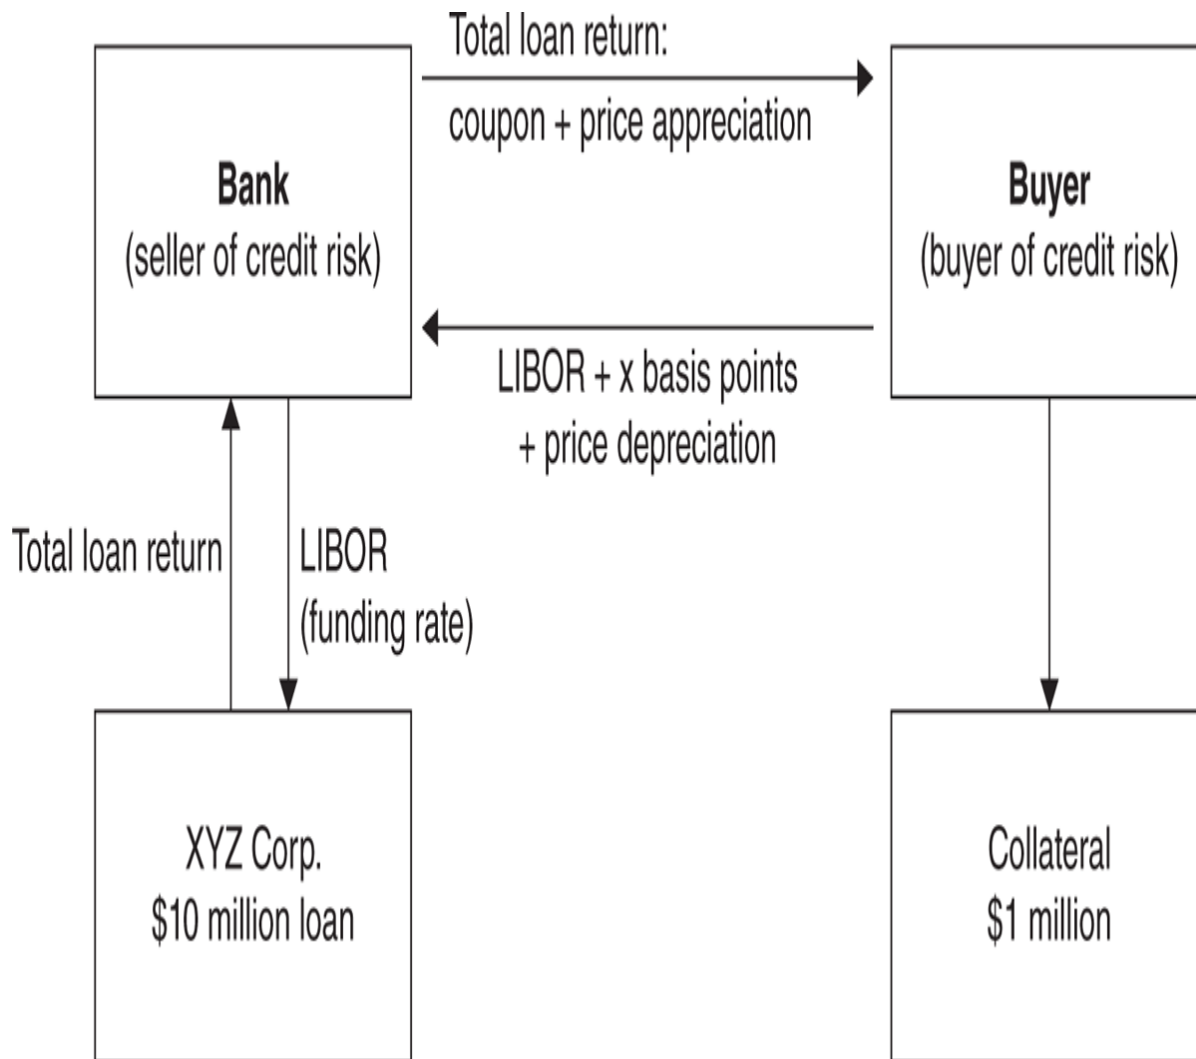 Total loan return:
coupon + price appreciation
Bank
(seller of credit risk)
Buyer
(buyer of credit risk)
LIBOR + x basis points
+ price depreciation
Total loan return
LIBOR
(funding rate)
XYZ Corp.
$10 million loan
Collateral
$1 million